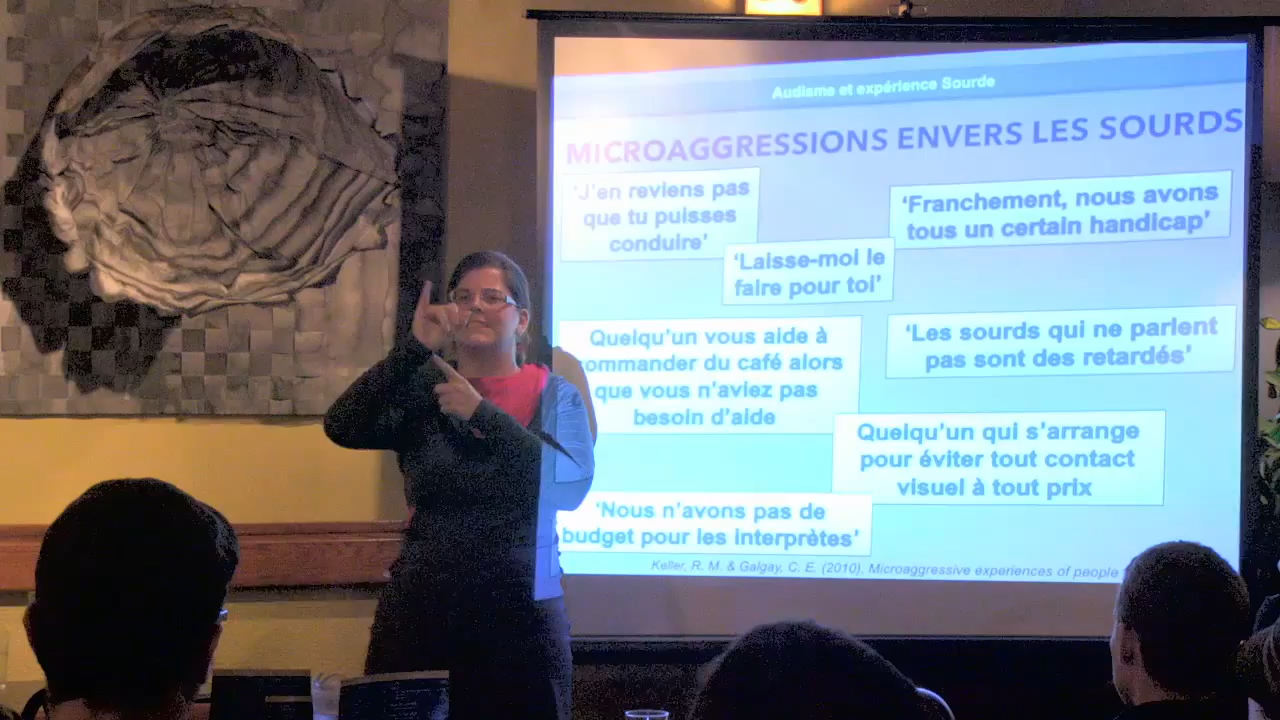 Audisme et expérience Sourde
MICROAGGRESSIONS ENVERS LES SOURDS
'J'en reviens pas
que tu puisses
conduire'
'Franchement, nous avons
tous un certain handicap'
'Laisse-moi le
faire pour toi'
Quelqu'un vous aide à
commander du café alors
que vous n'aviez pas
besoin d'aide
'Les sourds qui ne parlent
pas sont des retardés'
Quelqu'un qui s'arrange
pour éviter tout contact
visuel à tout prix
'Nous n'avons pas de
budget pour les interprètes'
Keller, R. M. & Galgay, C. E. (2010). Microaggressive experiences of people